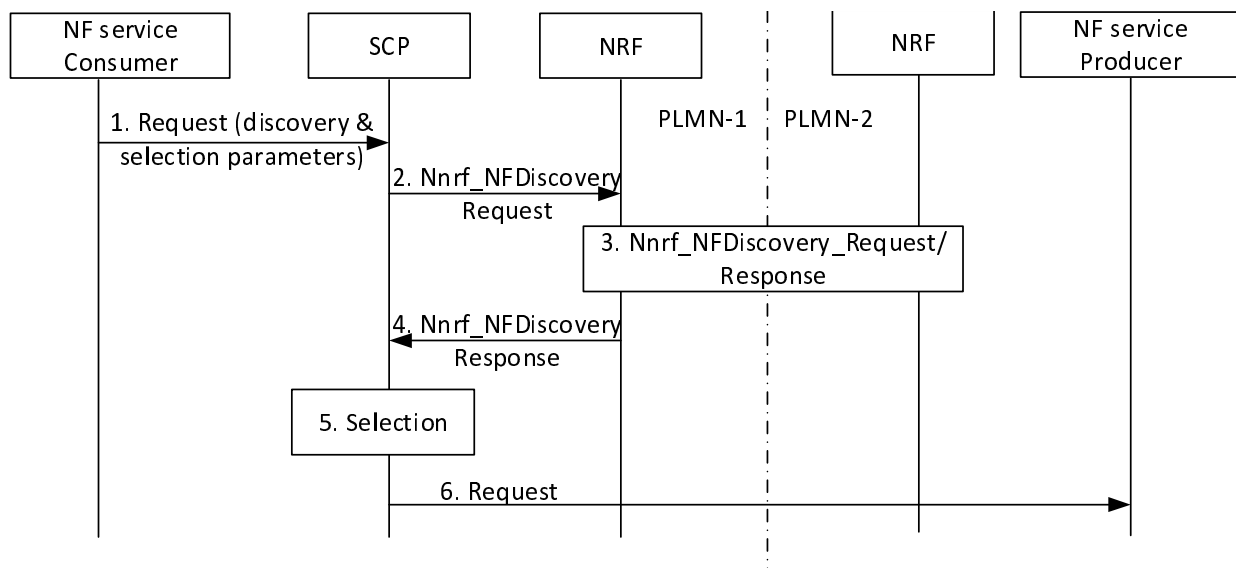 NF service
Consumer
SCP
NRF
NRF
NF service
Producer
PLMN-1
PLMN-2
1. Request (discovery &
selection parameters)
2. Nnrf_NFDiscovery
Request
3. Nnrf_NFDiscovery_Request/
Response
4. Nnrf_NFDiscovery
Response
5. Selection
6. Request